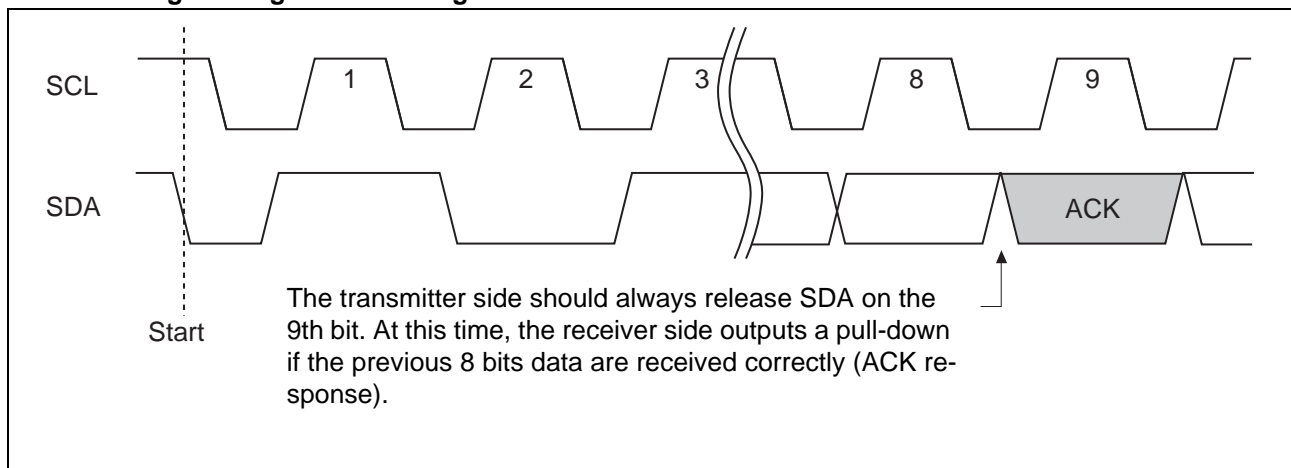 SCL
1
2
3
8
9
SDA
ACK
Start
The transmitter side should always release SDA on the
9th bit. At this time, the receiver side outputs a pull-down
if the previous 8 bits data are received correctly (ACK re-
sponse).